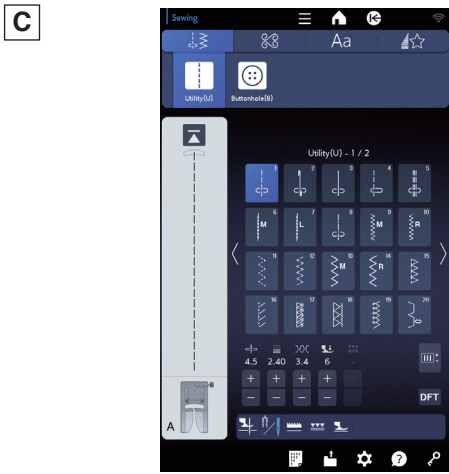 C
Sewing
Aa
Utility(U)
Buttonhole(B)
Utility(U) - 1 / 2
1 2 3 4 5
6 M 7 L 8 9 M 10 R
11 12 13 M 14 R 15
16 17 18 19 20
4.5 2.40 3.4 6 -
+ + + +
- - - -
DFT
A
?